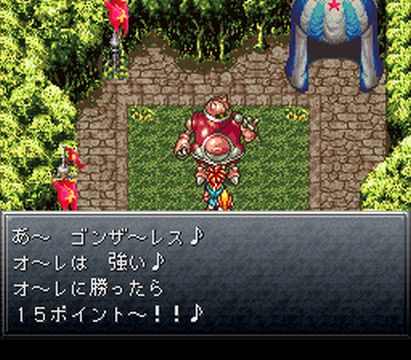 あ〜　ゴンザ〜レス♪
オ〜レは　強い♪
オ〜レに勝ったら
１５ポイント〜！！♪